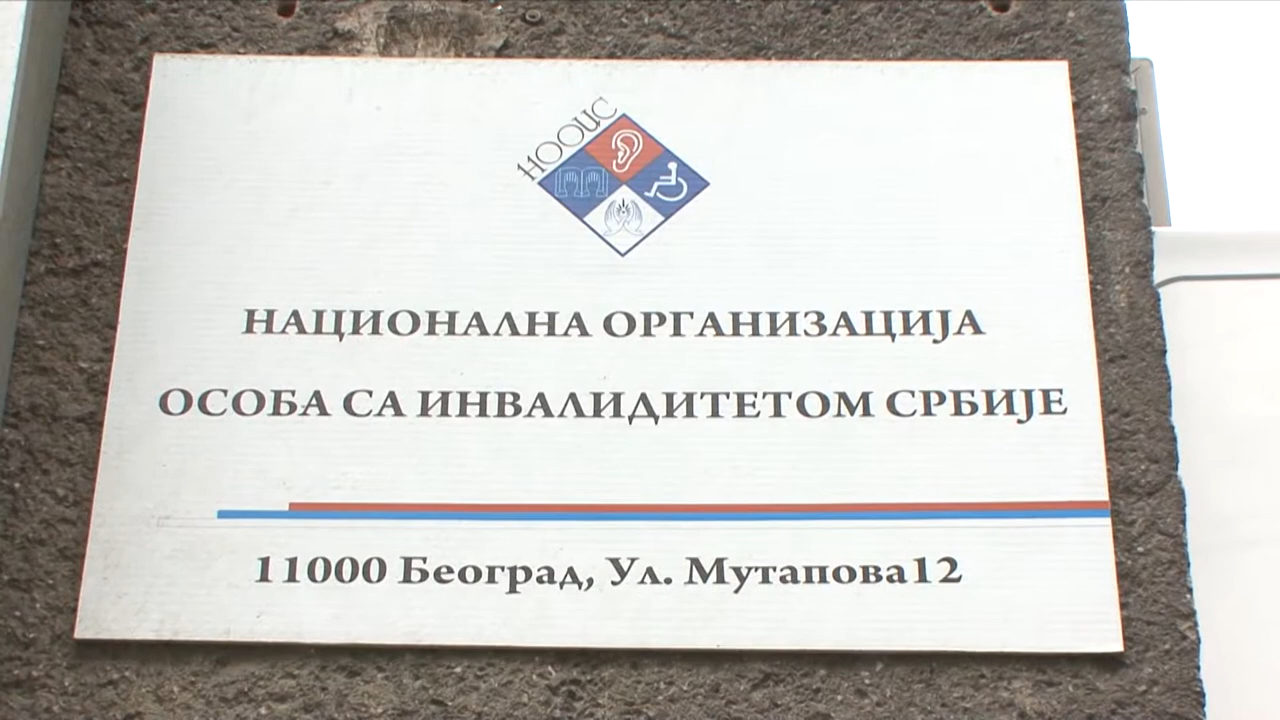 НООИС
НАЦИОНАЛНА ОРГАНИЗАЦИЈА
ОСОБА СА ИНВАЛИДИТЕТОМ СРБИЈЕ
11000 Београд, Ул. Мутапова12